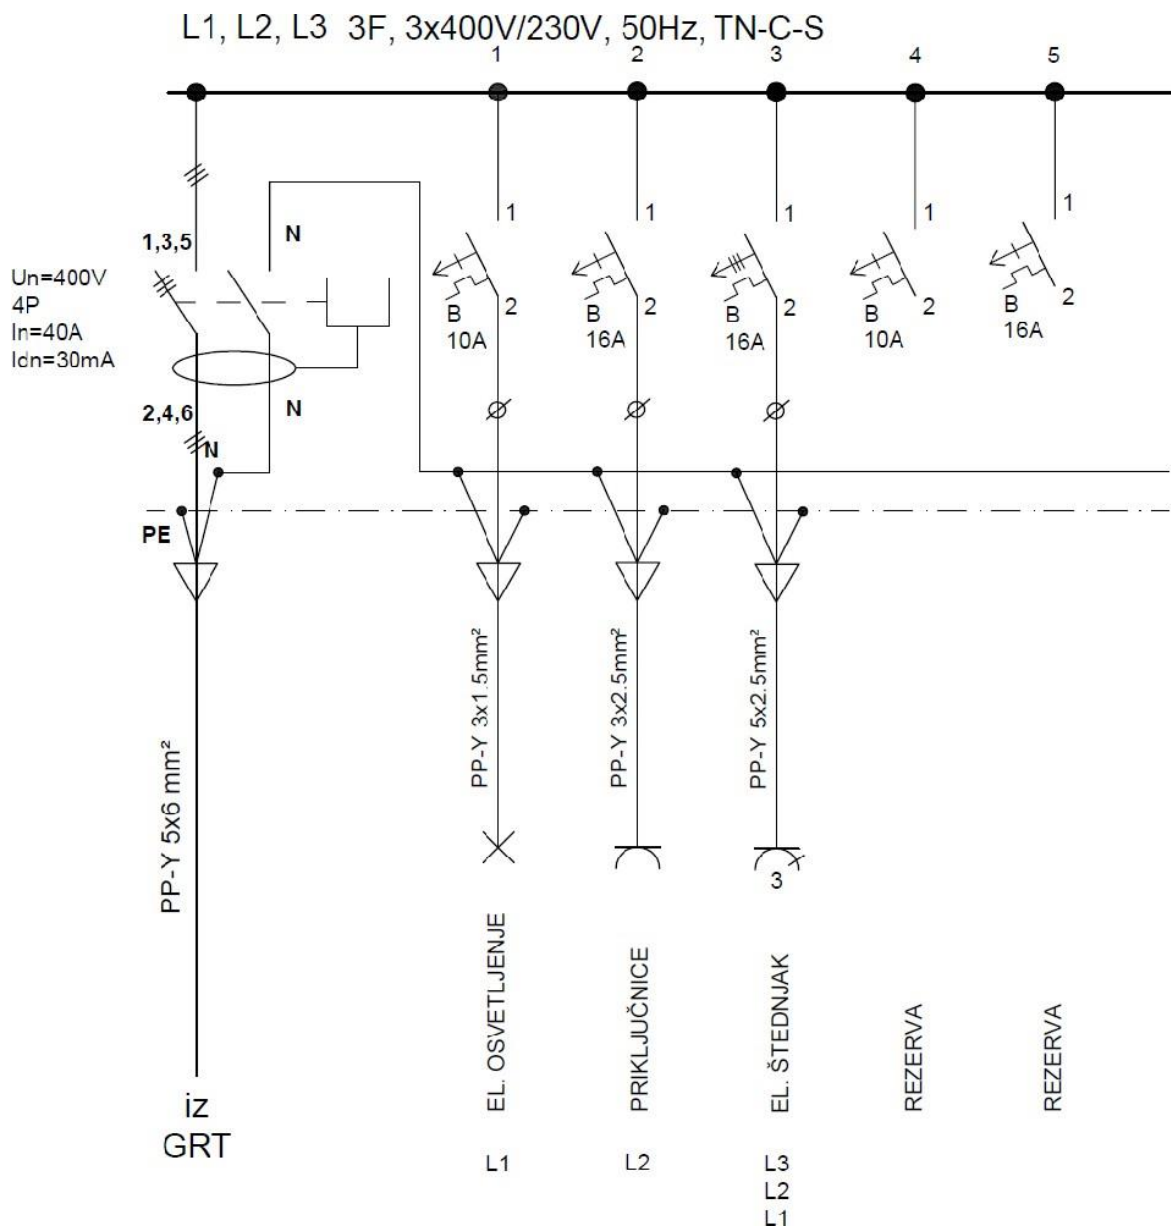 L1, L2, L3 3F, 3x400V/230V, 50Hz, TN-C-S
1
2
3
4
5
1,3,5
N
Un=400V
4P
In=40A
Idn=30mA
2,4,6
N
N
PE
1
2
B
10A
1
2
B
16A
1
2
B
16A
1
2
B
10A
1
2
B
16A
PP-Y 5x6 mm²
PP-Y 3x1.5mm²
PP-Y 3x2.5mm²
PP-Y 5x2.5mm²
3
iz
GRT
EL. OSVETLJENJE
PRIKLJUČNICE
EL. ŠTEDNJAK
REZERVA
REZERVA
L1
L2
L3
L2
L1